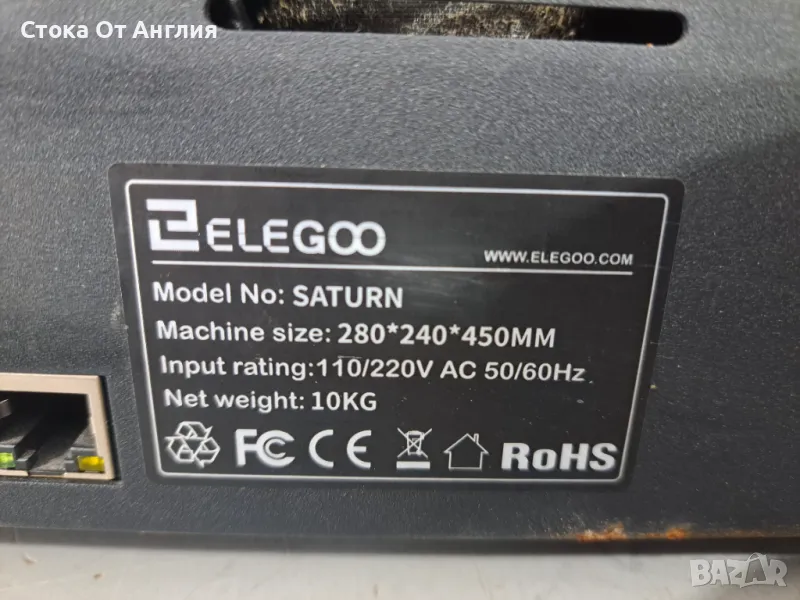 Стока От Англия
ELEGOO
WWW.ELEGOO.COM
Model No: SATURN
Machine size: 280*240*450MM
Input rating:110/220V AC 50/60Hz
Net weight: 10KG
FC CE RoHS
BAZAR